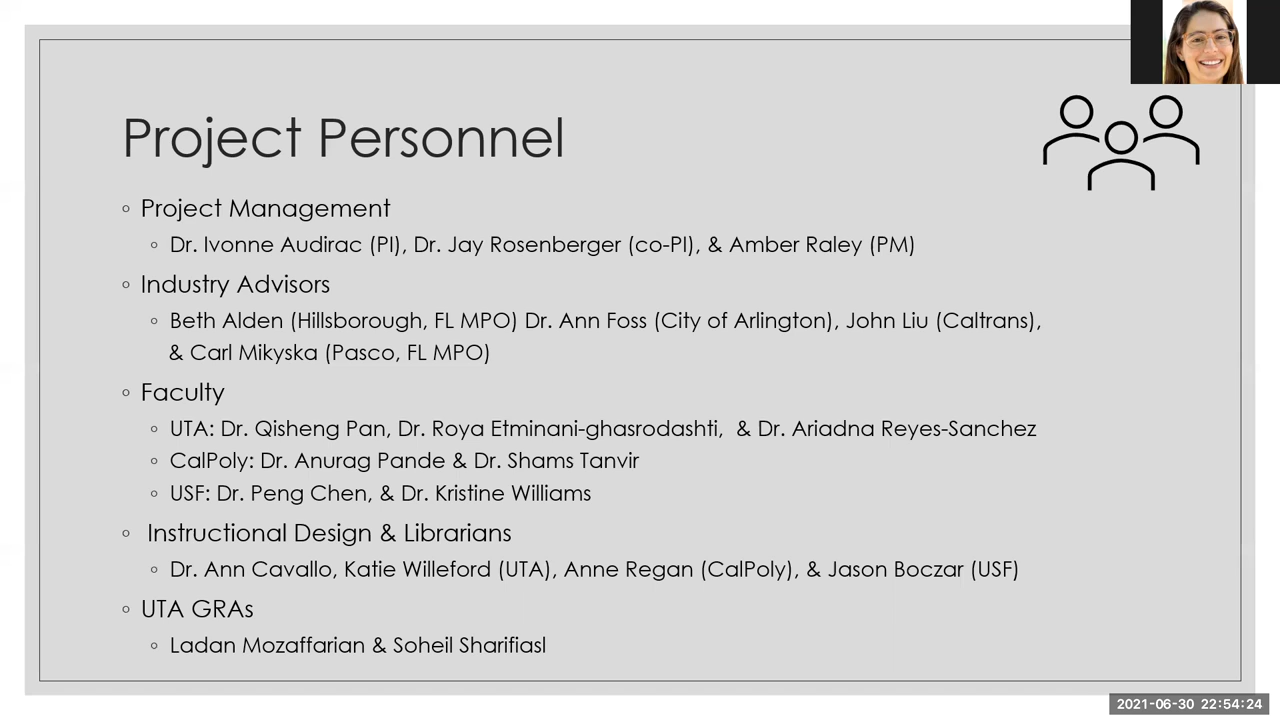 Project Personnel
◦ Project Management
◦ Dr. Ivonne Audirac (PI), Dr. Jay Rosenberger (co-PI), & Amber Raley (PM)
◦ Industry Advisors
◦ Beth Alden (Hillsborough, FL MPO) Dr. Ann Foss (City of Arlington), John Liu (Caltrans),
& Carl Mikyska (Pasco, FL MPO)
◦ Faculty
◦ UTA: Dr. Qisheng Pan, Dr. Roya Etminani-ghasrodashti, & Dr. Ariadna Reyes-Sanchez
◦ CalPoly: Dr. Anurag Pande & Dr. Shams Tanvir
◦ USF: Dr. Peng Chen, & Dr. Kristine Williams
◦ Instructional Design & Librarians
◦ Dr. Ann Cavallo, Katie Willeford (UTA), Anne Regan (CalPoly), & Jason Boczar (USF)
◦ UTA GRAs
◦ Ladan Mozaffarian & Soheil Sharifiasl
2021-06-30 22:54:24